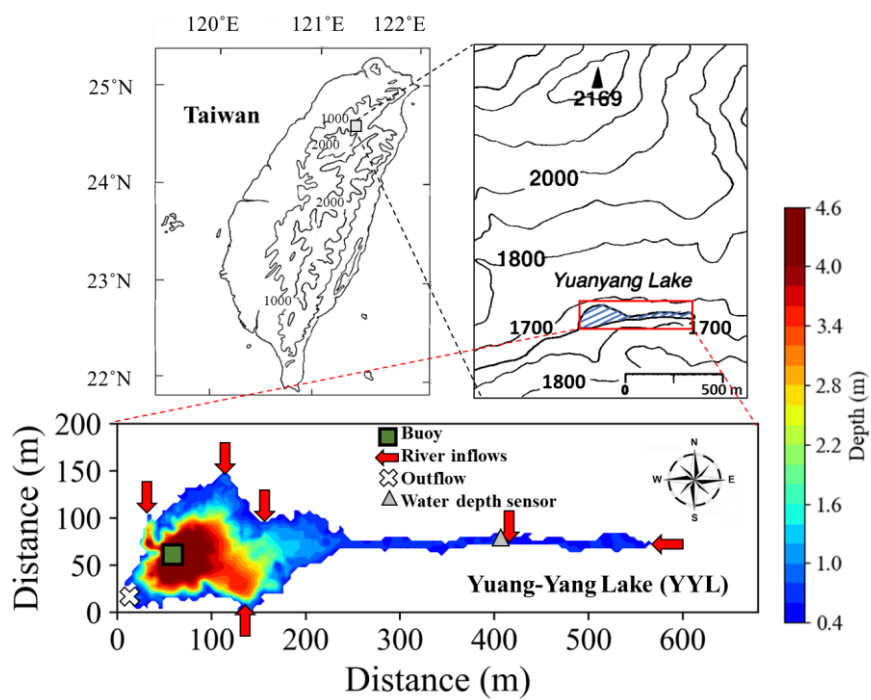 120°E 121°E 122°E
25°N
24°N
23°N
22°N
Taiwan
1000
2000
2000
1000
2169
2000
1800
Yuanyang Lake
1700
1700
1800
0 500 m
4.6
4.0
3.4
2.8
2.2
1.6
1.0
0.4
Depth (m)
200
150
100
50
0
Distance (m)
Buoy
River inflows
Outflow
Water depth sensor
N
W E
S
Yuang-Yang Lake (YYL)
0 100 200 300 400 500 600
Distance (m)